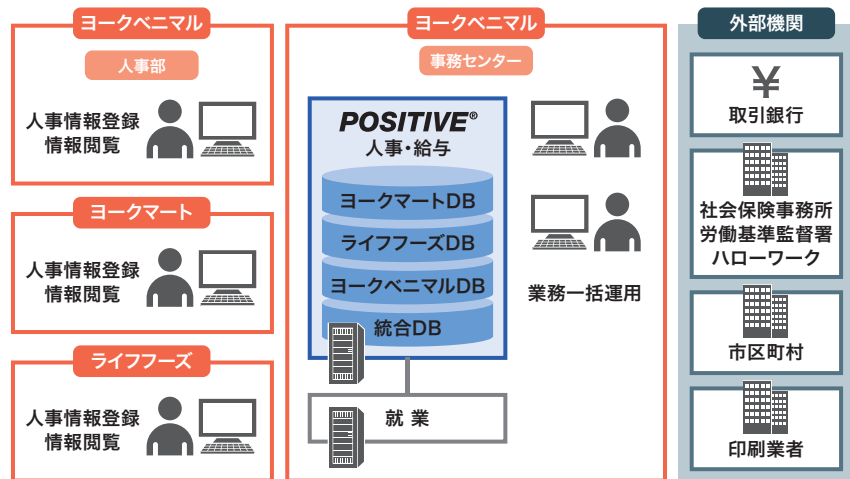 ヨークベニマル
人事部
人事情報登録
情報閲覧
ヨークマート
人事情報登録
情報閲覧
ライフフーズ
人事情報登録
情報閲覧
ヨークベニマル
事務センター
POSITIVE®
人事・給与
ヨークマートDB
ライフフーズDB
ヨークベニマルDB
統合DB
就業
業務一括運用
外部機関
¥
取引銀行
社会保険事務所
労働基準監督署
ハローワーク
市区町村
印刷業者